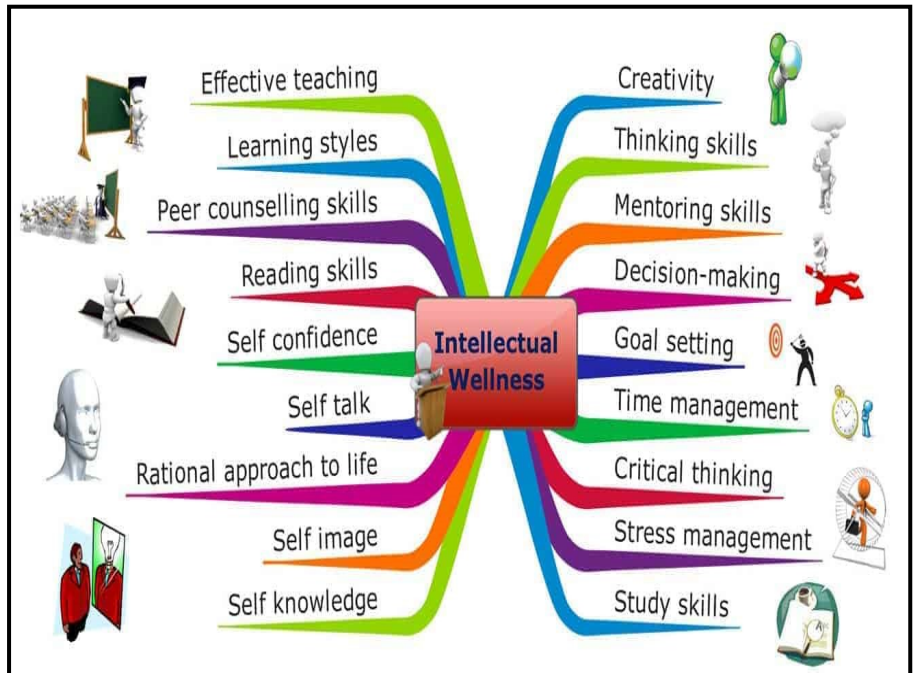 Effective teaching
Learning styles
Peer counselling skills
Reading skills
Self confidence
Self talk
Rational approach to life
Self image
Self knowledge
Intellectual
Wellness
Creativity
Thinking skills
Mentoring skills
Decision-making
Goal setting
Time management
Critical thinking
Stress management
Study skills